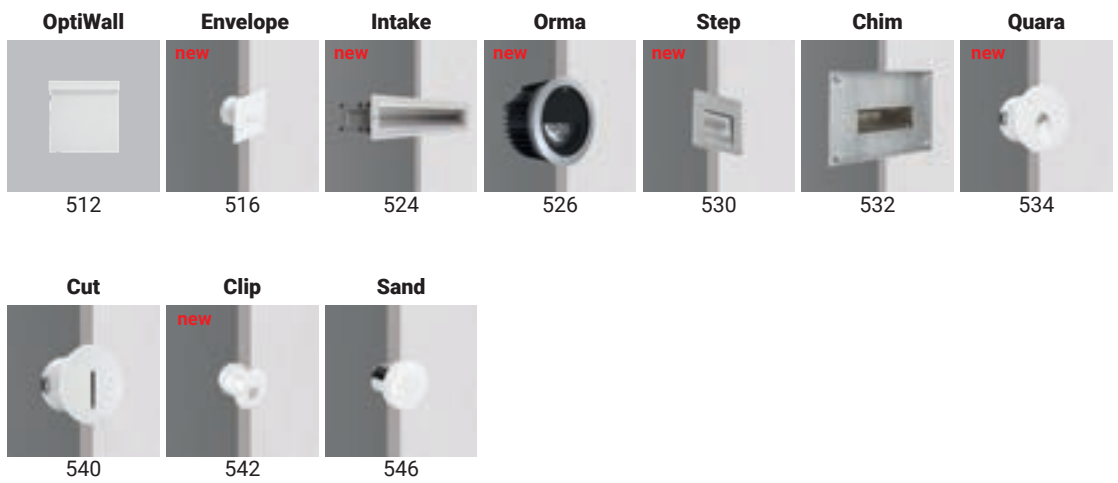 OptiWall Envelope Intake Orma Step Chim Quara
new new new new new
512 516 524 526 530 532 534
Cut Clip Sand
new
540 542 546